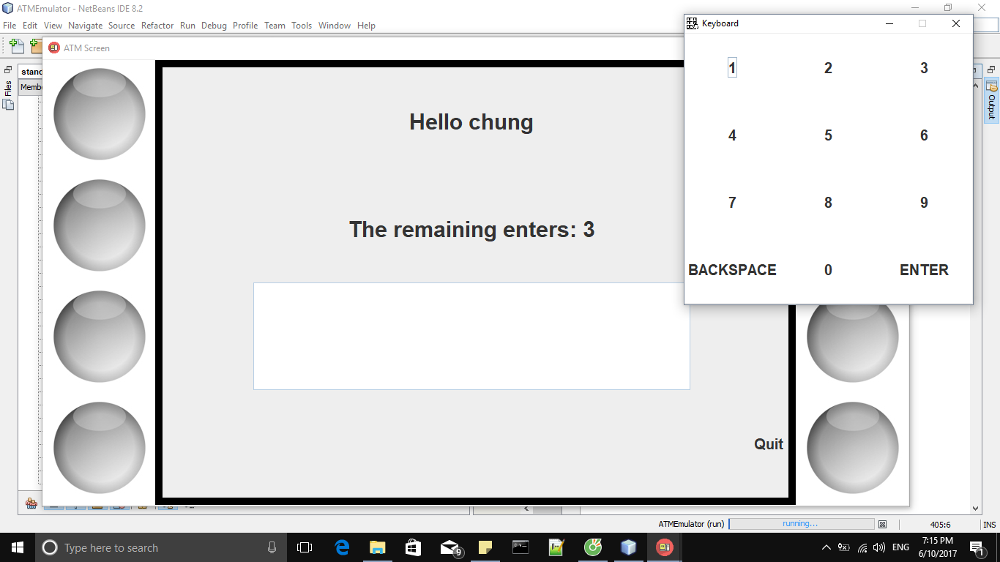 ATMEmulator - NetBeans IDE 8.2
File Edit View Navigate Source Refactor Run Debug Profile Team Tools Window Help
Keyboard
ATM Screen
1 2 3
4 5 6
7 8 9
BACKSPACE 0 ENTER
Files
Output
Hello chung
The remaining enters: 3
Quit
ATMEmulator (run) running... 405:6 INS
Type here to search
9
ENG
7:15 PM
6/10/2017
1